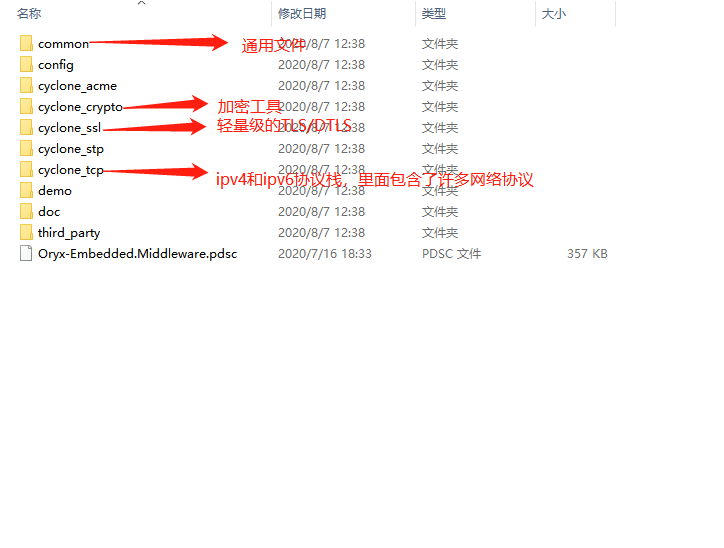 名称 修改日期 类型 大小
common 2020/8/7 12:38 文件夹
通用文件
config 2020/8/7 12:38 文件夹
cyclone_acme 2020/8/7 12:38 文件夹
cyclone_crypto 2020/8/7 12:38 文件夹
加密工具
cyclone_ssl 2020/8/7 12:38 文件夹
轻量级的TLS/DTLS
cyclone_stp 2020/8/7 12:38 文件夹
cyclone_tcp 2020/8/7 12:38 文件夹
ipv4和ipv6协议栈，里面包含了许多网络协议
demo 2020/8/7 12:38 文件夹
doc 2020/8/7 12:38 文件夹
third_party 2020/8/7 12:38 文件夹
Oryx-Embedded.Middleware.pdsc 2020/7/16 18:33 PDSC 文件 357 KB